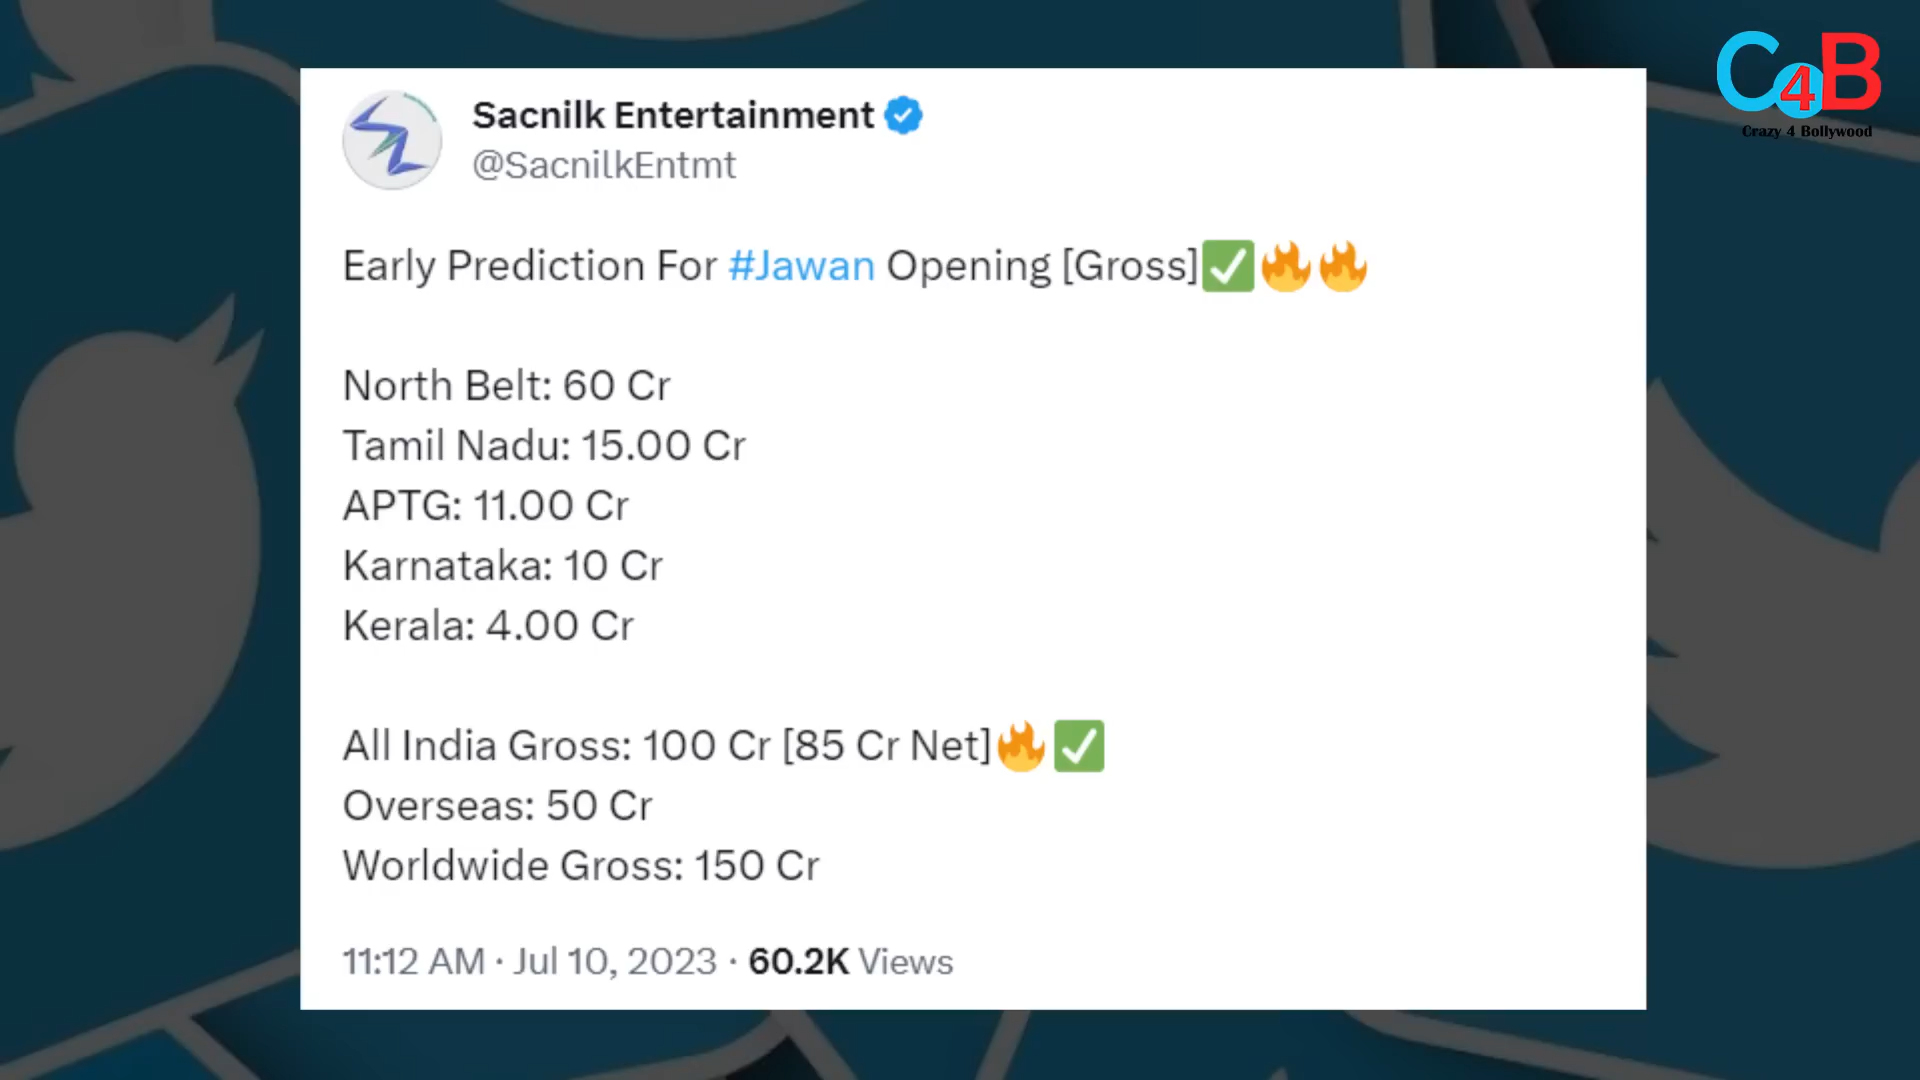 C4B
Crazy 4 Bollywood
Sacnilk Entertainment
@SacnilkEntmt
Early Prediction For #Jawan Opening [Gross]✅🔥🔥
North Belt: 60 Cr
Tamil Nadu: 15.00 Cr
APTG: 11.00 Cr
Karnataka: 10 Cr
Kerala: 4.00 Cr
All India Gross: 100 Cr [85 Cr Net]🔥✅
Overseas: 50 Cr
Worldwide Gross: 150 Cr
11:12 AM · Jul 10, 2023 · 60.2K Views